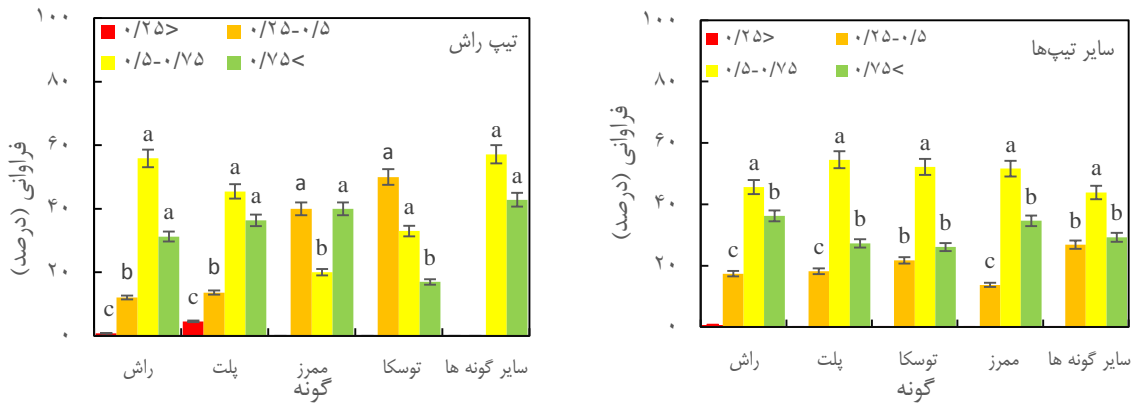 تیپ راش
۰/۲۵>
۰/۲۵-۰/۵
۰/۵-۰/۷۵
۰/۷۵<
فراوانی (درصد)
۱۰۰
۸۰
۶۰
۴۰
۲۰
۰
c b a a
c b a a
a b a
a a b
a a
راش پلت ممرز توسکا سایر گونه ها
گونه
سایر تیپ‌ها
۰/۲۵>
۰/۲۵-۰/۵
۰/۵-۰/۷۵
۰/۷۵<
فراوانی (درصد)
۱۰۰
۸۰
۶۰
۴۰
۲۰
۰
c a b
c a b
b a b
c a b
b a b
راش پلت توسکا ممرز سایر گونه ها
گونه